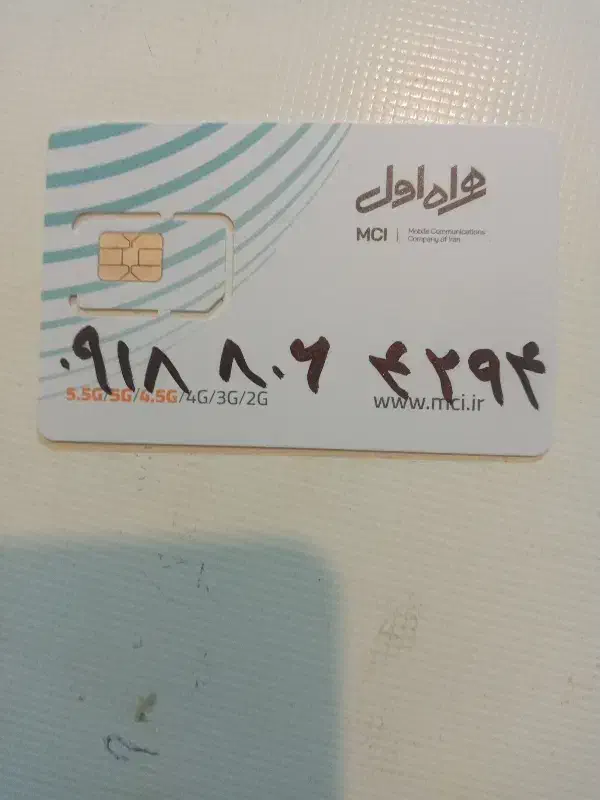 همراه اول
MCI | Mobile Communications
Company of Iran
۰۹۱۸ ۸۰۶ ۴۲۹۴
5.5G/5G/4.5G/4G/3G/2G
www.mci.ir